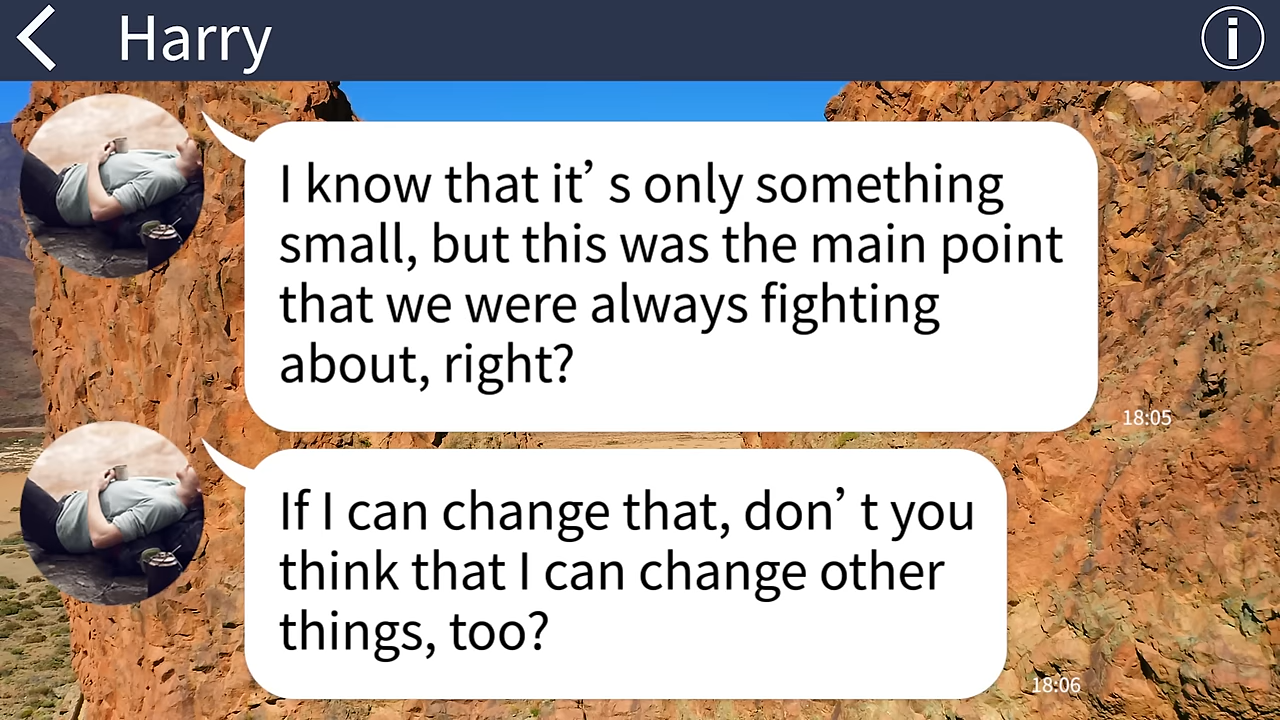 Harry
I know that it’s only something
small, but this was the main point
that we were always fighting
about, right?
18:05
If I can change that, don’t you
think that I can change other
things, too?
18:06